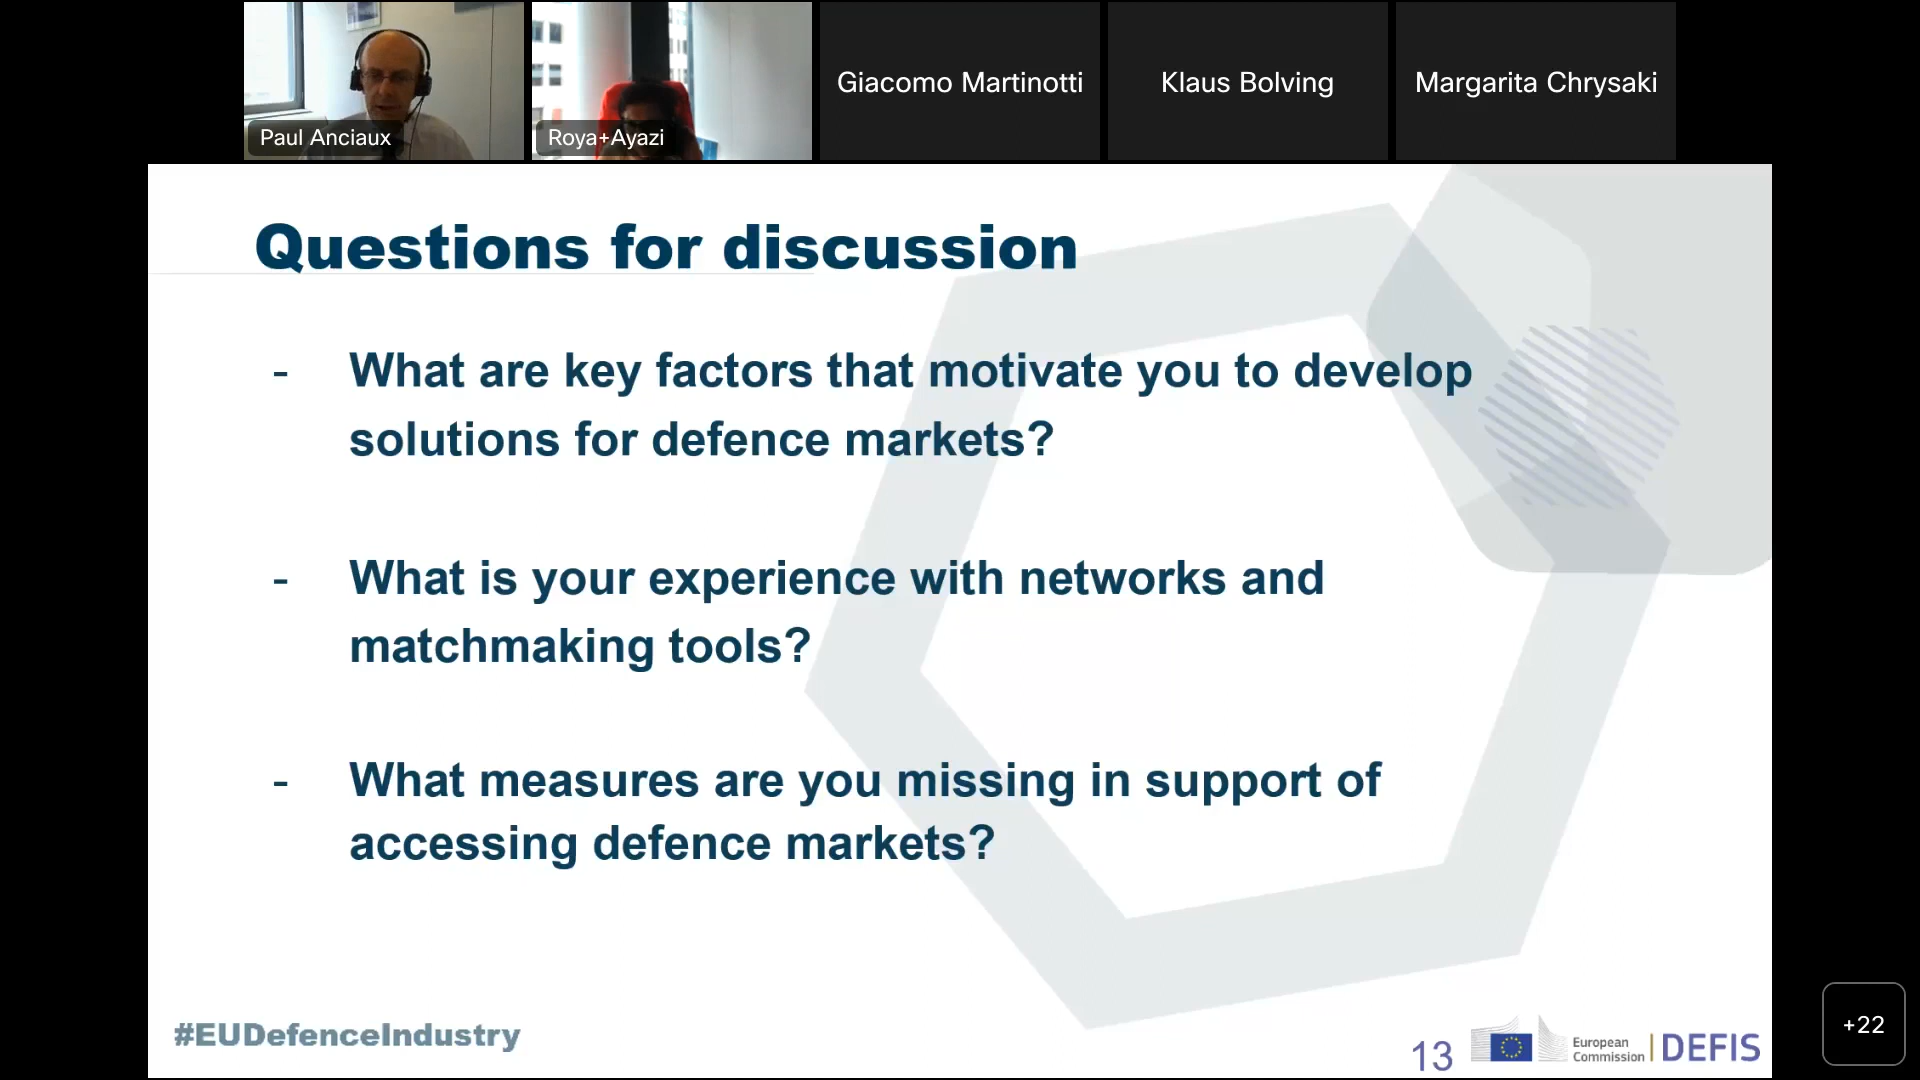 Paul Anciaux
Roya+Ayazi
Giacomo Martinotti
Klaus Bolving
Margarita Chrysaki
Questions for discussion
- What are key factors that motivate you to develop
solutions for defence markets?
- What is your experience with networks and
matchmaking tools?
- What measures are you missing in support of
accessing defence markets?
#EUDefenceIndustry
13
European
Commission
DEFIS
+22